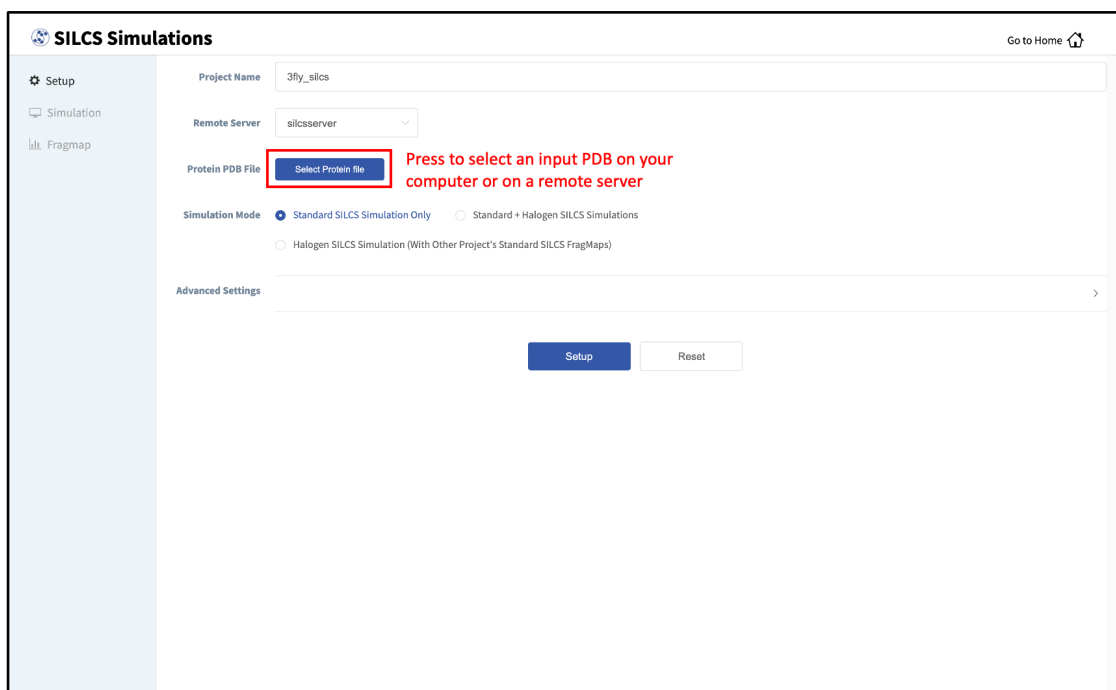 SILCS Simulations
Go to Home
Setup
Simulation
Fragmap
Project Name
3fly_silcs
Remote Server
silcsserver
Protein PDB File
Select Protein file
Press to select an input PDB on your
computer or on a remote server
Simulation Mode
Standard SILCS Simulation Only
Standard + Halogen SILCS Simulations
Halogen SILCS Simulation (With Other Project's Standard SILCS FragMaps)
Advanced Settings
Setup
Reset